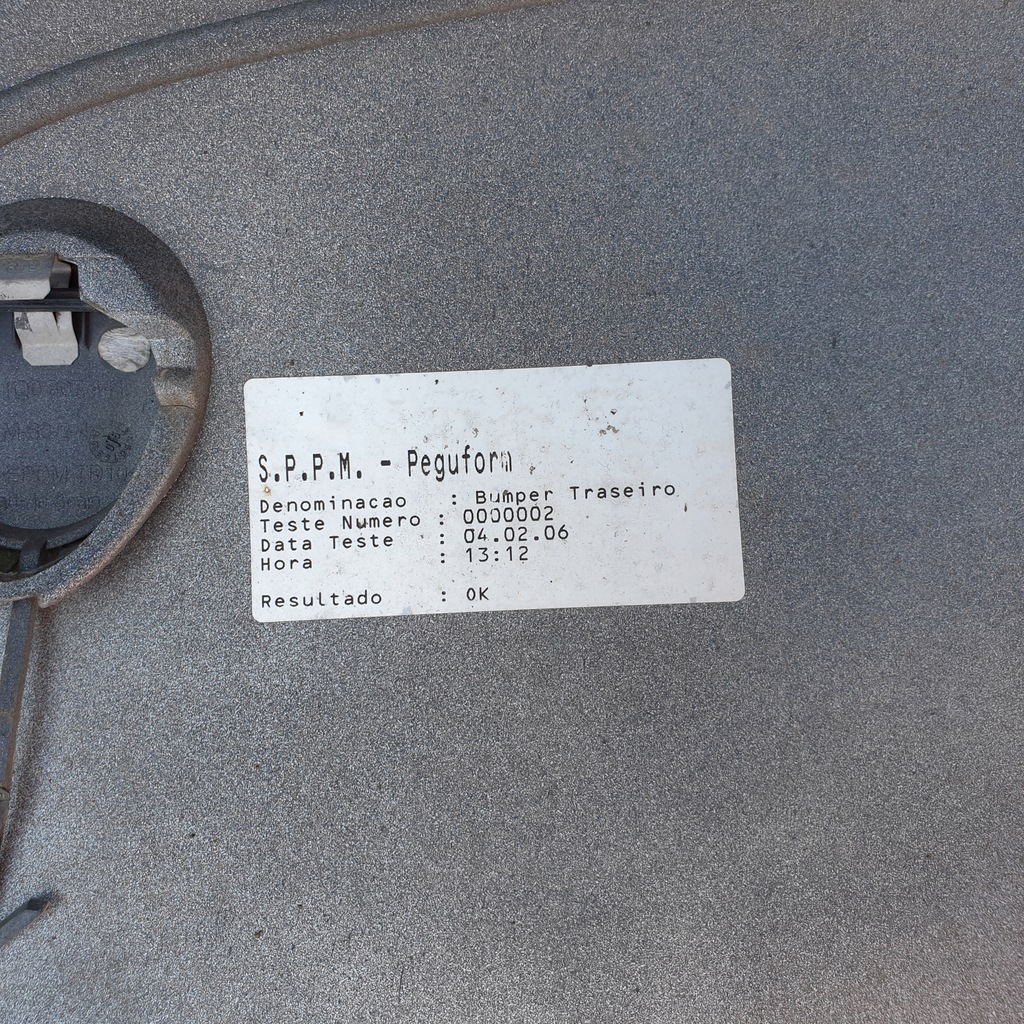 S.P.P.M. - Peguform
Denominacao : Bumper Traseiro
Teste Numero : 0000002
Data Teste : 04.02.06
Hora : 13:12
Resultado : OK